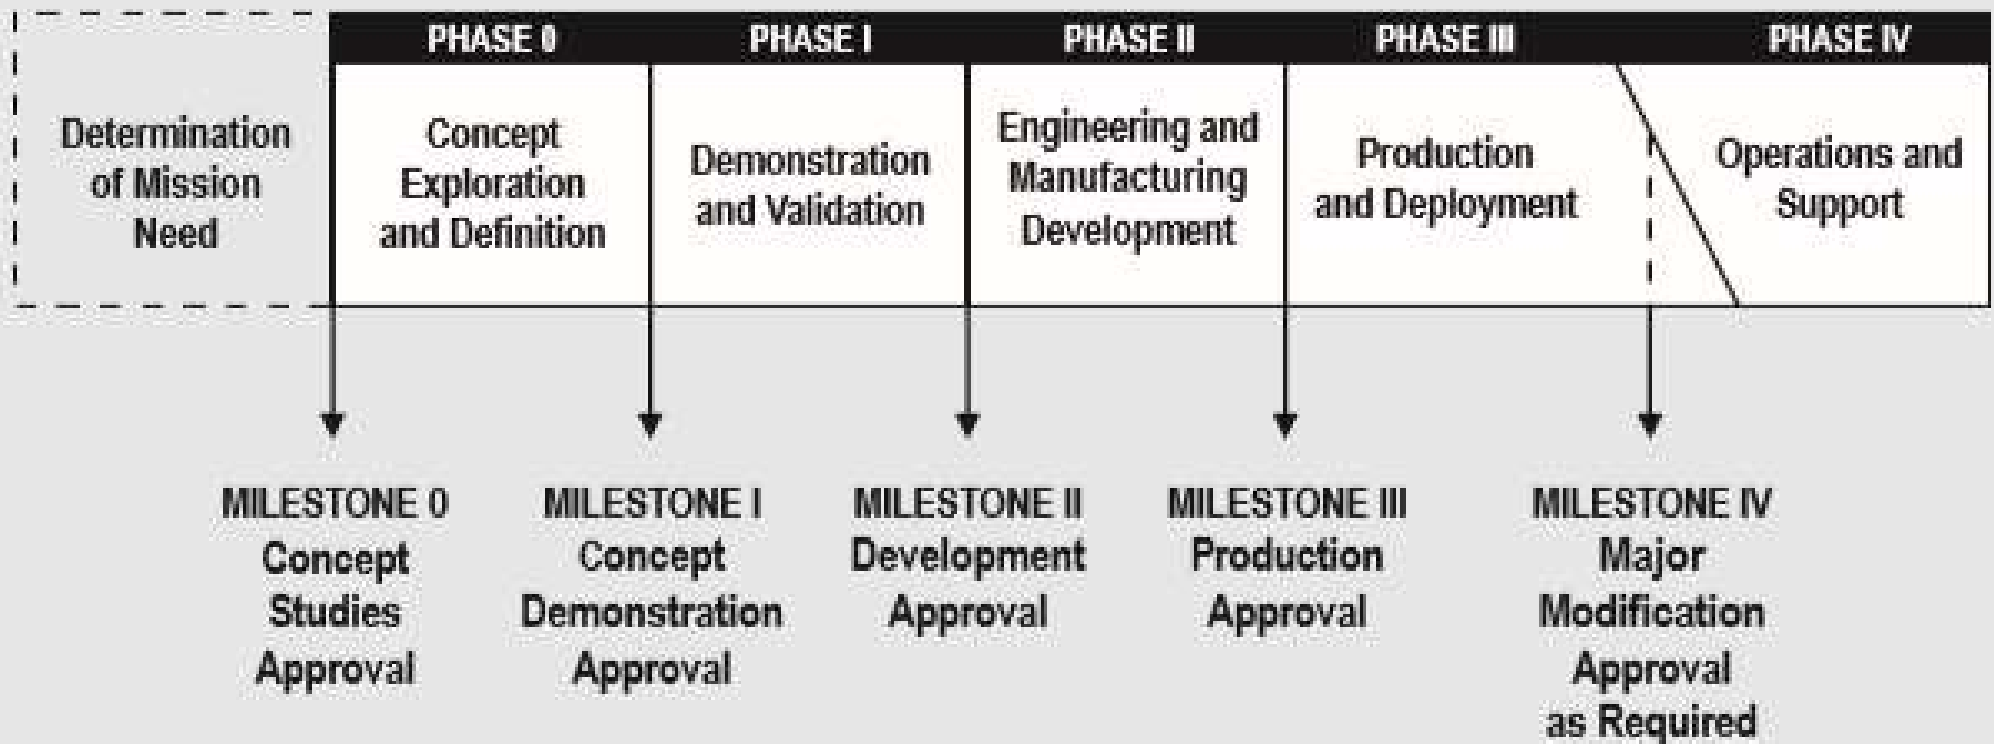 PHASE 0
PHASE I
PHASE II
PHASE III
PHASE IV
Determination
of Mission
Need
Concept
Exploration
and Definition
Demonstration
and Validation
Engineering and
Manufacturing
Development
Production
and Deployment
Operations and
Support
MILESTONE 0
Concept
Studies
Approval
MILESTONE I
Concept
Demonstration
Approval
MILESTONE II
Development
Approval
MILESTONE III
Production
Approval
MILESTONE IV
Major
Modification
Approval
as Required